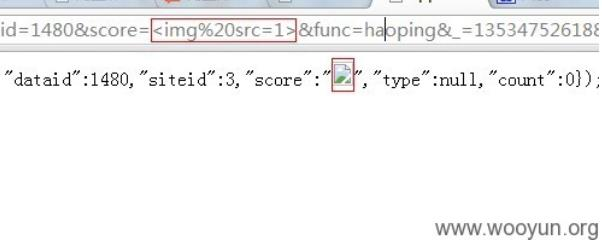 id=1480&score=<img%20src=1>&func=haoping&_=135347526188
"dataid":1480,"siteid":3,"score":"","type":null,"count":0});
www.wooyun.org